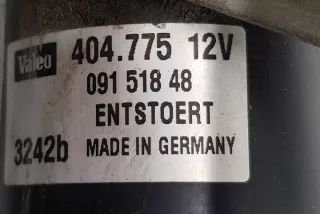 Valeo 404.775 12V
091 518 48
ENTSTOERT
3242b MADE IN GERMANY